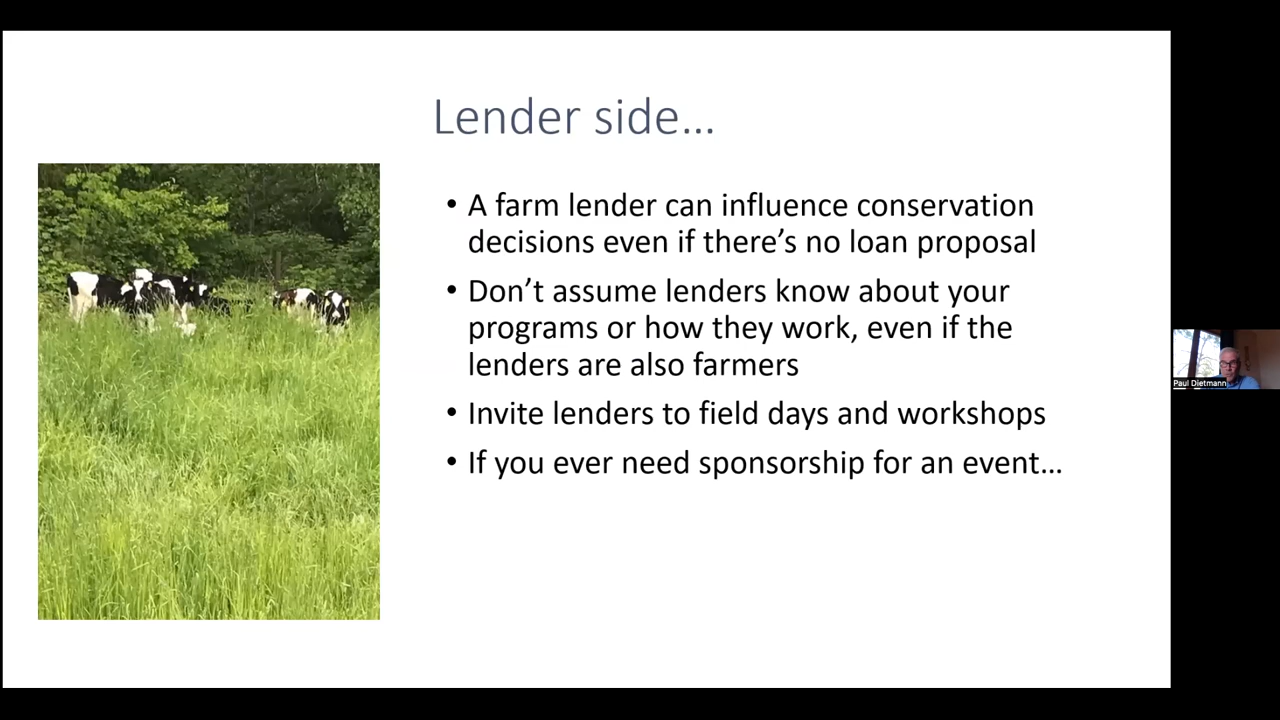 Lender side…
• A farm lender can influence conservation
decisions even if there’s no loan proposal
• Don’t assume lenders know about your
programs or how they work, even if the
lenders are also farmers
• Invite lenders to field days and workshops
• If you ever need sponsorship for an event…
Paul Dietmann